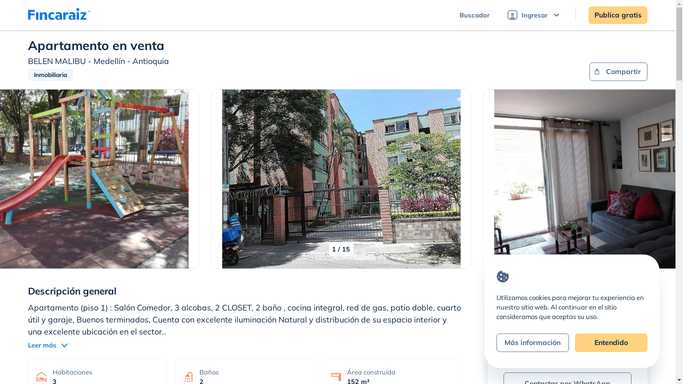 Fincaraiz
Buscador
Ingresar
Publica gratis
Apartamento en venta
BELEN MALIBU - Medellín - Antioquia
Inmobiliaria
Compartir
1 / 15
Descripción general
Apartamento (piso 1) : Salón Comedor, 3 alcobas, 2 CLOSET, 2 baño , cocina integral, red de gas, patio doble, cuarto
útil y garaje, Buenos terminados, Cuenta con excelente iluminación Natural y distribución de su espacio interior y
una excelente ubicación en el sector...
Leer más
Habitaciones
3
Baños
2
Área construida
152 m²
Utilizamos cookies para mejorar tu experiencia en
nuestro sitio web. Al continuar en el sitio
consideramos que aceptas su uso.
Más información
Entendido
Contactar por WhatsApp